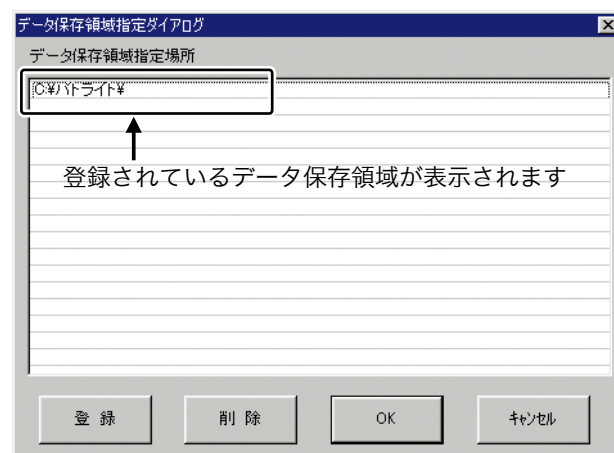 データ保存領域指定ダイアログ
データ保存領域指定場所
C:¥パトライト¥
登録されているデータ保存領域が表示されます
登 録
削 除
OK
キャンセル